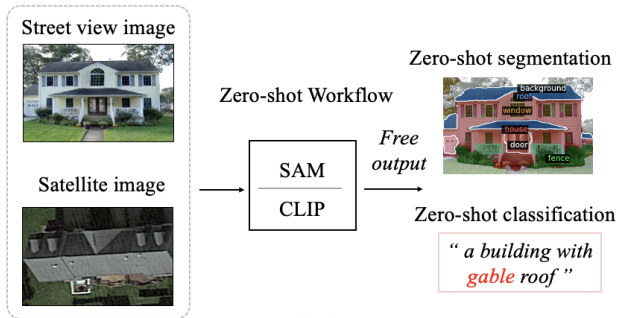 Street view image
Satellite image
Zero-shot Workflow
SAM
CLIP
Free
output
Zero-shot segmentation
background
roof
window
house
door
fence
Zero-shot classification
“ a building with
gable roof ”